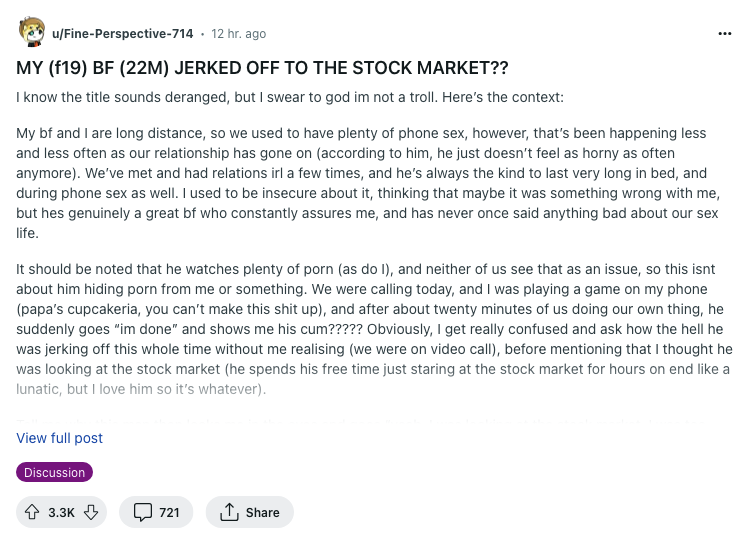 u/Fine-Perspective-714 • 12 hr. ago
MY (f19) BF (22M) JERKED OFF TO THE STOCK MARKET??
I know the title sounds deranged, but I swear to god im not a troll. Here's the context:
My bf and I are long distance, so we used to have plenty of phone sex, however, that's been happening less
and less often as our relationship has gone on (according to him, he just doesn't feel as horny as often
anymore). We've met and had relations irl a few times, and he's always the kind to last very long in bed, and
during phone sex as well. I used to be insecure about it, thinking that maybe it was something wrong with me,
but hes genuinely a great bf who constantly assures me, and has never once said anything bad about our sex
life.
It should be noted that he watches plenty of porn (as do I), and neither of us see that as an issue, so this isnt
about him hiding porn from me or something. We were calling today, and I was playing a game on my phone
(papa's cupcakeria, you can't make this shit up), and after about twenty minutes of us doing our own thing, he
suddenly goes "im done" and shows me his cum????? Obviously, I get really confused and ask how the hell he
was jerking off this whole time without me realising (we were on video call), before mentioning that I thought he
was looking at the stock market (he spends his free time just staring at the stock market for hours on end like a
lunatic, but I love him so it's whatever).
View full post
Discussion
3.3K
721
Share